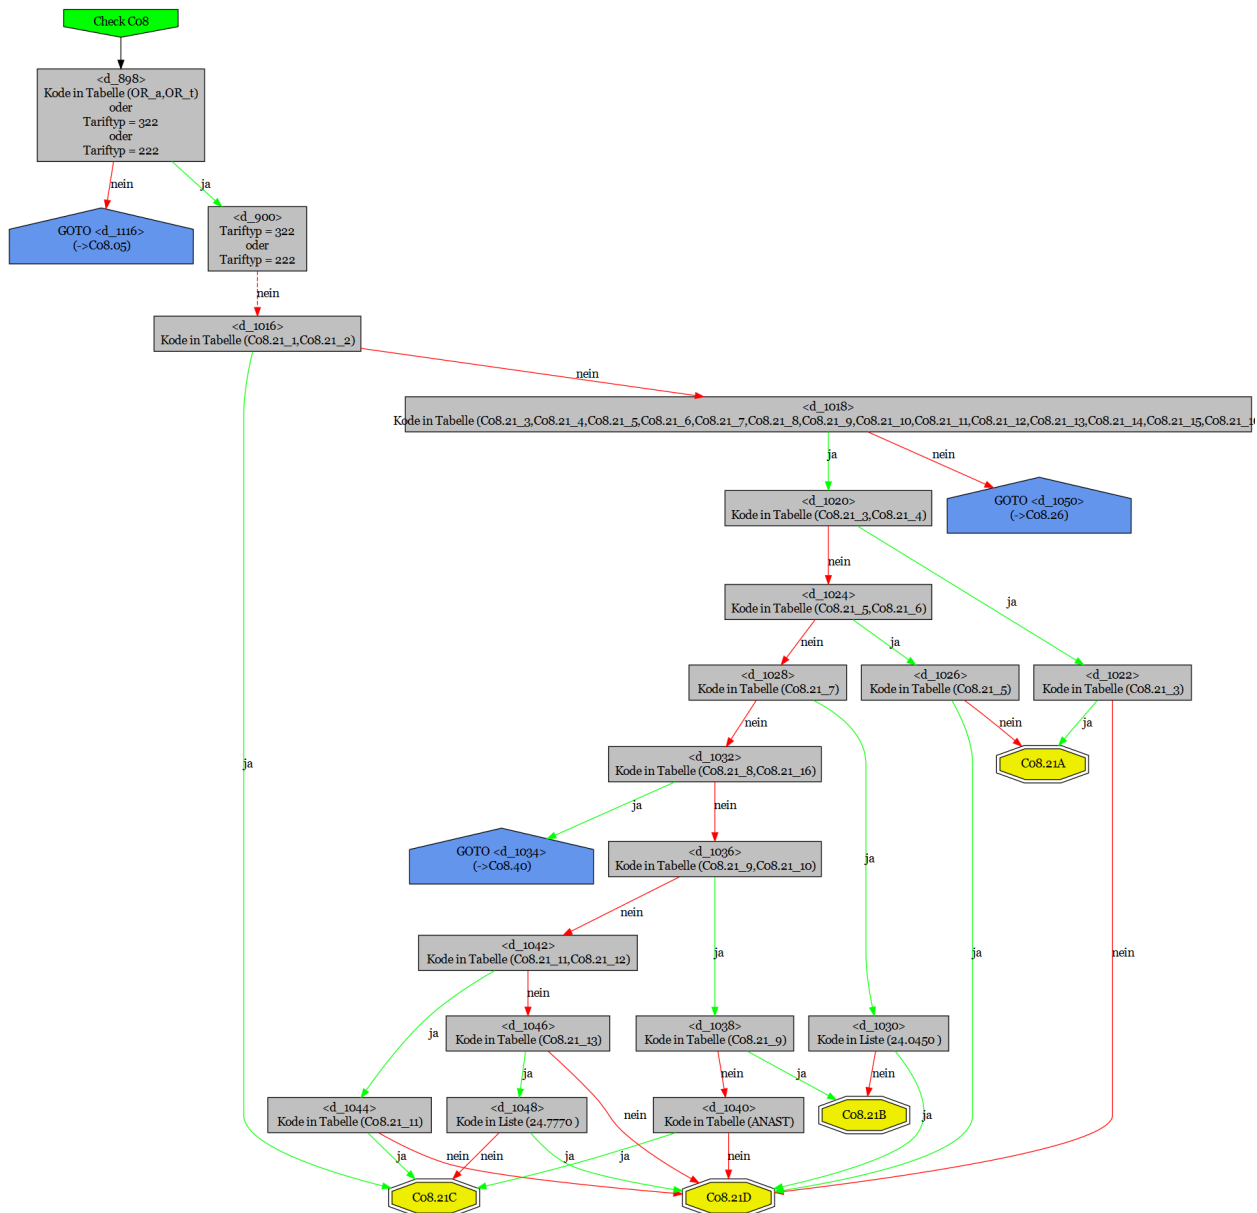 Check C08
<d_898>
Kode in Tabelle (OR_a,OR_t)
oder
Tariftyp = 322
oder
Tariftyp = 222
nein
ja
GOTO <d_1116>
(->C08.05)
<d_900>
Tariftyp = 322
oder
Tariftyp = 222
nein
<d_1016>
Kode in Tabelle (C08.21_1,C08.21_2)
nein
<d_1018>
Kode in Tabelle (C08.21_3,C08.21_4,C08.21_5,C08.21_6,C08.21_7,C08.21_8,C08.21_9,C08.21_10,C08.21_11,C08.21_12,C08.21_13,C08.21_14,C08.21_15,C08.21_16
ja
nein
<d_1020>
Kode in Tabelle (C08.21_3,C08.21_4)
GOTO <d_1050>
(->C08.26)
nein
<d_1024>
Kode in Tabelle (C08.21_5,C08.21_6)
ja
nein
ja
<d_1028>
Kode in Tabelle (C08.21_7)
<d_1026>
Kode in Tabelle (C08.21_5)
<d_1022>
Kode in Tabelle (C08.21_3)
nein
nein
ja
<d_1032>
Kode in Tabelle (C08.21_8,C08.21_16)
C08.21A
ja
ja
nein
GOTO <d_1034>
(->C08.40)
<d_1036>
Kode in Tabelle (C08.21_9,C08.21_10)
ja
nein
<d_1042>
Kode in Tabelle (C08.21_11,C08.21_12)
ja
ja
nein
nein
<d_1046>
Kode in Tabelle (C08.21_13)
<d_1038>
Kode in Tabelle (C08.21_9)
<d_1030>
Kode in Liste (24.0450 )
ja
ja
nein
ja
nein
<d_1044>
Kode in Tabelle (C08.21_11)
<d_1048>
Kode in Liste (24.7770 )
nein
<d_1040>
Kode in Tabelle (ANAST)
C08.21B
ja
ja
nein
nein
ja
ja
nein
C08.21C
C08.21D